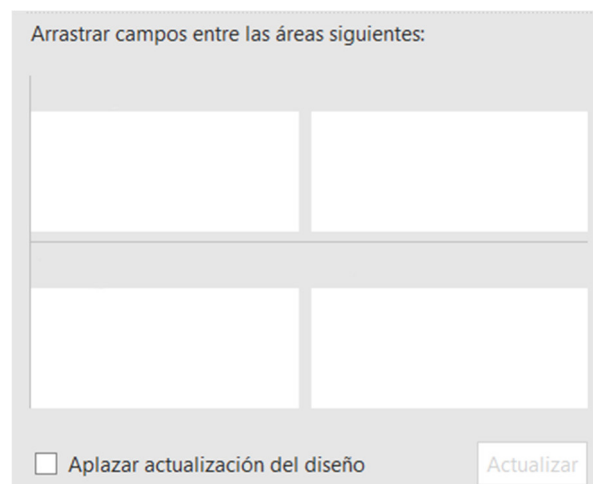 Arrastrar campos entre las áreas siguientes:
Aplazar actualización del diseño
Actualizar